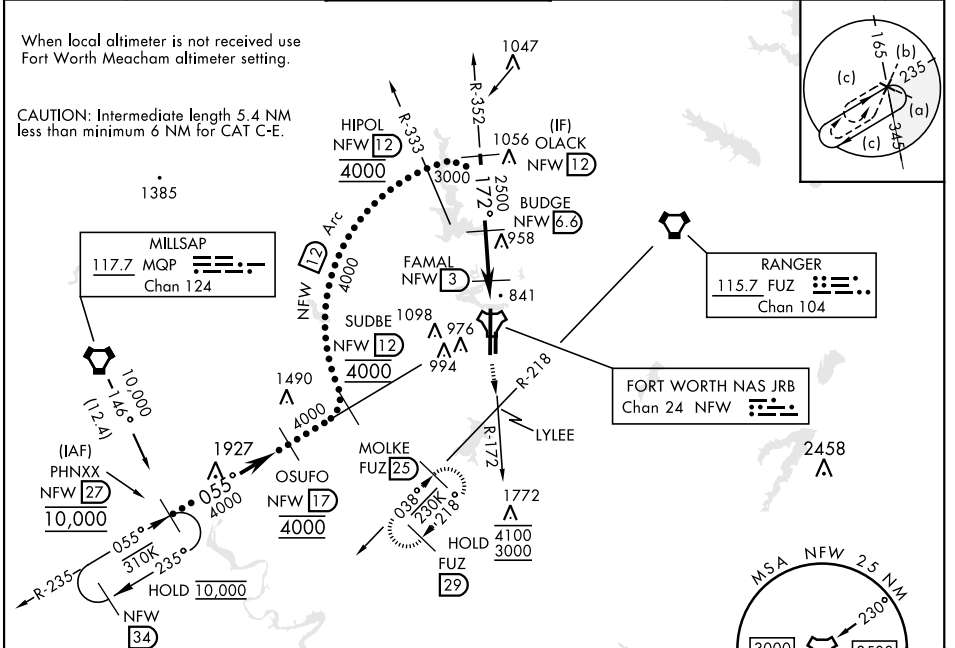 When local altimeter is not received use
Fort Worth Meacham altimeter setting.
CAUTION: Intermediate length 5.4 NM
less than minimum 6 NM for CAT C-E.
1385
MILLSAP
117.7 MQP
Chan 124
10,000
146°
(12.4)
(IAF)
PHNXX
NFW 27
10,000
R-235
055°
310K
235°
HOLD 10,000
NFW
34
1927
055°
4000
1490
OSUFO
NFW 17
4000
4000
SUDBE
NFW 12
4000
NFW 12 Arc
4000
HIPOL
NFW 12
4000
R-333
R-352
1047
3000
1056
(IF)
OLACK
NFW 12
172°
2500
BUDGE
NFW 6.6
958
FAMAL
NFW 3
841
1098
976
994
RANGER
115.7 FUZ
Chan 104
R-218
FORT WORTH NAS JRB
Chan 24 NFW
LYLEE
R-172
MOLKE
FUZ 25
038°
230K
218°
HOLD 4100
3000
FUZ
29
1772
2458
165
(b)
235
(c)
(a)
(c)
345
MSA NFW 25 NM
230°
3000
2500